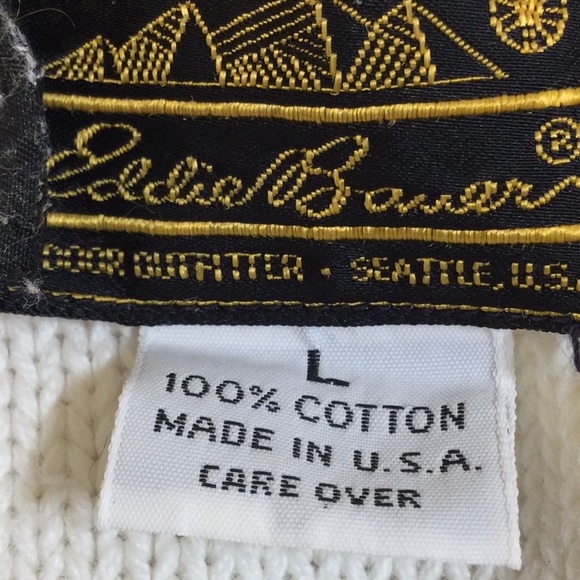 Eddie Bauer ®
DOOR OUTFITTER · SEATTLE, U.S.
L
100% COTTON
MADE IN U.S.A.
CARE OVER